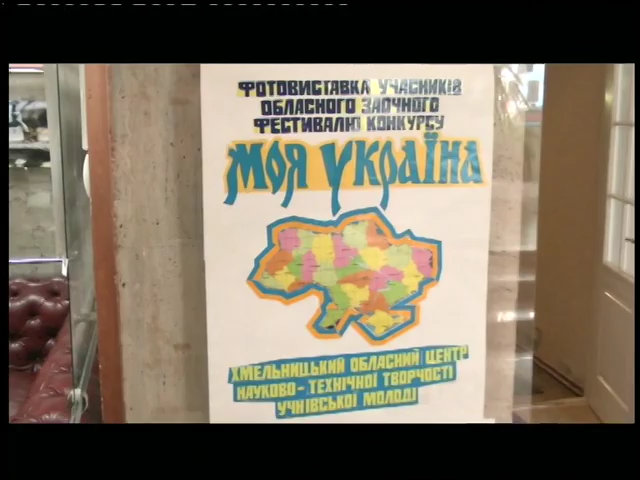 ФОТОВИСТАВКА УЧАСНИКІВ
ОБЛАСНОГО ЗАОЧНОГО
ФЕСТИВАЛЮ КОНКУРСУ
МОЯ УКРАЇНА
ХМЕЛЬНИЦЬКИЙ ОБЛАСНИЙ ЦЕНТР
НАУКОВО-ТЕХНІЧНОЇ ТВОРЧОСТІ
УЧНІВСЬКОЇ МОЛОДІ